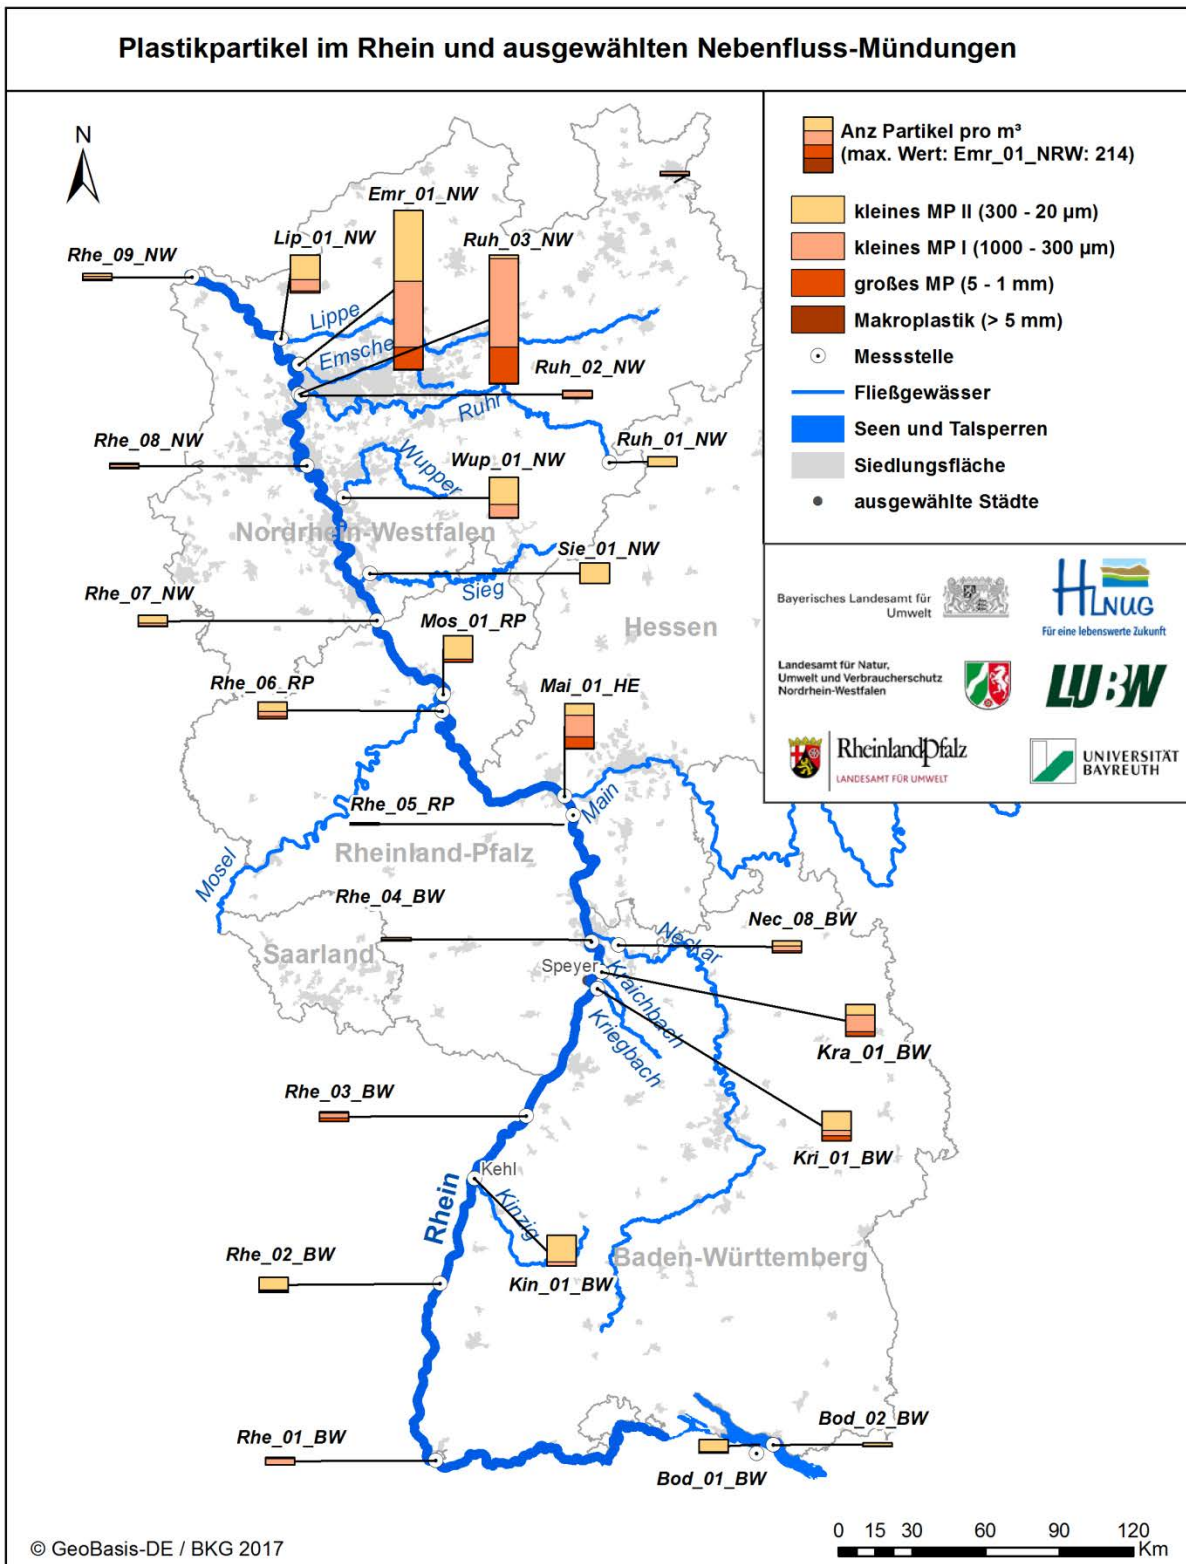 Plastikpartikel im Rhein und ausgewählten Nebenfluss-Mündungen
N
Anz Partikel pro m³
(max. Wert: Emr_01_NRW: 214)
kleines MP II (300 - 20 µm)
kleines MP I (1000 - 300 µm)
großes MP (5 - 1 mm)
Makroplastik (> 5 mm)
Messstelle
Fließgewässer
Seen und Talsperren
Siedlungsfläche
ausgewählte Städte
Bayerisches Landesamt für
Umwelt
HLNUG
Für eine lebenswerte Zukunft
Landesamt für Natur,
Umwelt und Verbraucherschutz
Nordrhein-Westfalen
LUBW
RheinlandPfalz
LANDESAMT FÜR UMWELT
UNIVERSITÄT
BAYREUTH
Emr_01_NW
Lip_01_NW
Ruh_03_NW
Rhe_09_NW
Lippe
Emsche
Ruh_02_NW
Ruhr
Rhe_08_NW
Ruh_01_NW
Wup_01_NW
Wupper
Nordrhein-Westfalen
Sie_01_NW
Sieg
Rhe_07_NW
Mos_01_RP
Hessen
Rhe_06_RP
Mai_01_HE
Rhe_05_RP
Main
Rheinland-Pfalz
Mosel
Rhe_04_BW
Nec_08_BW
Neckar
Saarland
Speyer
Kraichbach
Kriegbach
Kra_01_BW
Rhe_03_BW
Kri_01_BW
Kehl
Rhein
Kinzig
Rhe_02_BW
Baden-Württemberg
Kin_01_BW
Rhe_01_BW
Bod_02_BW
Bod_01_BW
0 15 30 60 90 120
Km
© GeoBasis-DE / BKG 2017